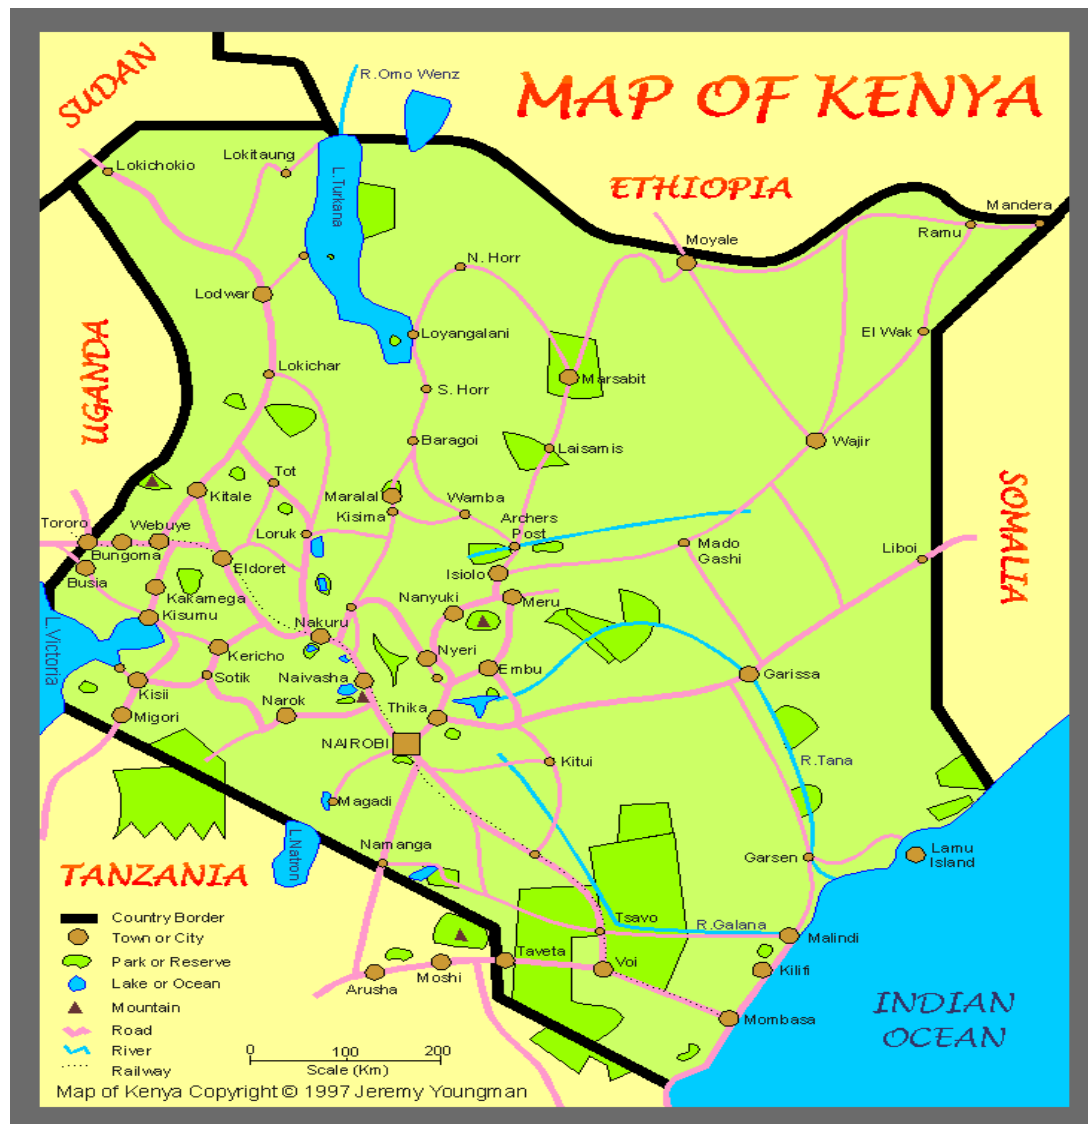 MAP OF KENYA
SUDAN
R.Omo Wenz
ETHIOPIA
Lokichokio
Lokitaung
L.Turkana
Mandera
Ramu
Moyale
N. Horr
Lodwar
UGANDA
Loyangalani
El Wak
Lokichar
Marsabit
S. Horr
Baragoi
Laisamis
Wajir
Tot
Kitale
Maralal
Wamba
SOMALIA
Kisima
Tororo
Webuye
Archers
Post
Loruk
Bungoma
Mado
Gashi
Liboi
Eldoret
Busia
Isiolo
Kakamega
Nanyuki
Meru
Kisumu
L.Victoria
Nakuru
Kericho
Nyeri
Embu
Garissa
Sotik
Naivasha
Kisii
Narok
Thika
Migori
NAIROBI
Kitui
R.Tana
Magadi
L.Natron
Namanga
Garsen
Lamu
Island
TANZANIA
Tsavo
R.Galana
Malindi
Taveta
Voi
Kilifi
Arusha
Moshi
Mombasa
INDIAN
OCEAN
Country Border
Town or City
Park or Reserve
Lake or Ocean
Mountain
Road
River
Railway
0 100 200
Scale (Km)
Map of Kenya Copyright © 1997 Jeremy Youngman